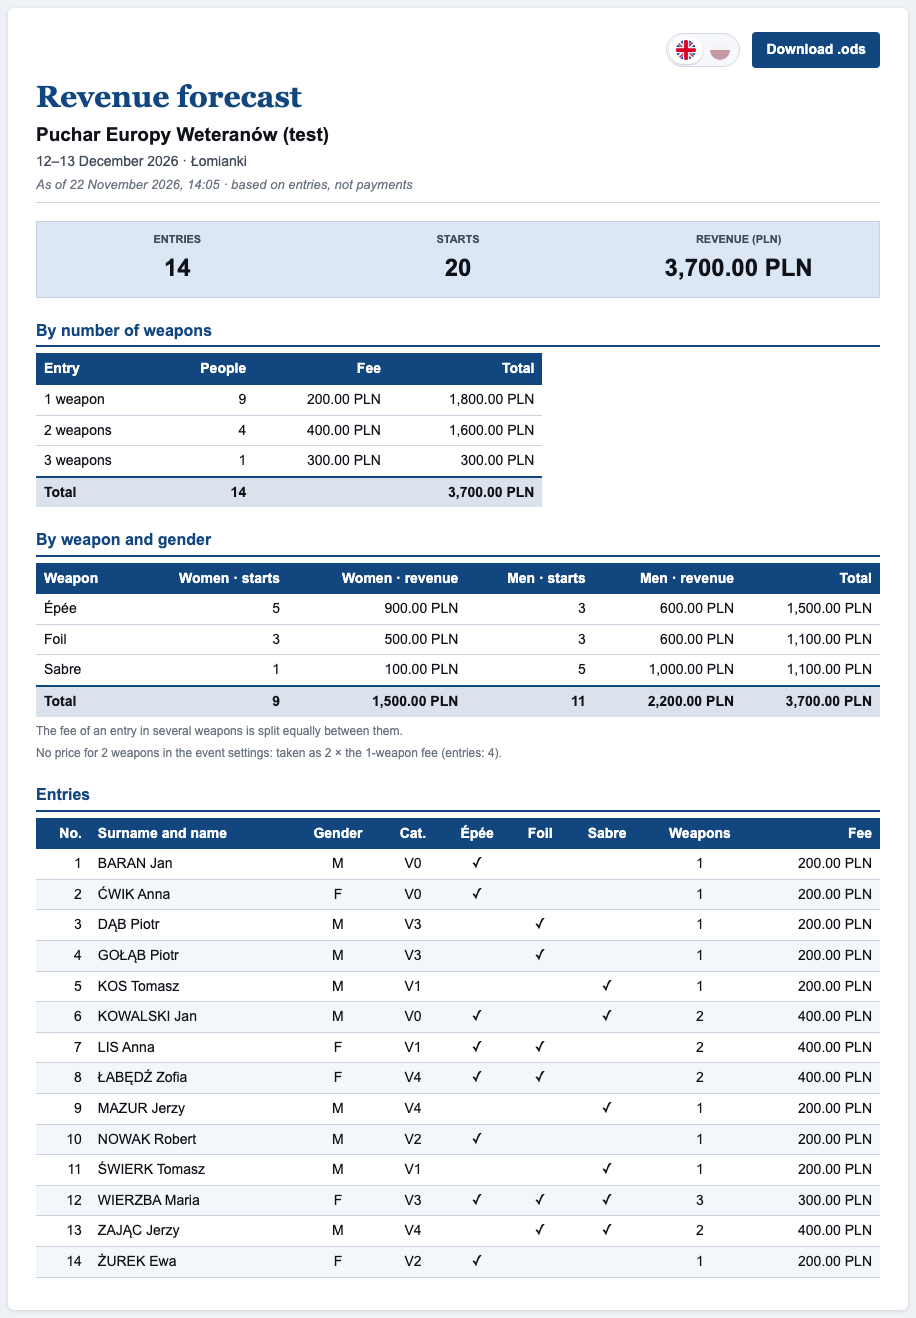 Download .ods
Revenue forecast
Puchar Europy Weteranów (test)
12–13 December 2026 · Łomianki
As of 22 November 2026, 14:05 · based on entries, not payments
ENTRIES STARTS REVENUE (PLN)
14 20 3,700.00 PLN
By number of weapons
Entry People Fee Total
1 weapon 9 200.00 PLN 1,800.00 PLN
2 weapons 4 400.00 PLN 1,600.00 PLN
3 weapons 1 300.00 PLN 300.00 PLN
Total 14 3,700.00 PLN
By weapon and gender
Weapon Women · starts Women · revenue Men · starts Men · revenue Total
Épée 5 900.00 PLN 3 600.00 PLN 1,500.00 PLN
Foil 3 500.00 PLN 3 600.00 PLN 1,100.00 PLN
Sabre 1 100.00 PLN 5 1,000.00 PLN 1,100.00 PLN
Total 9 1,500.00 PLN 11 2,200.00 PLN 3,700.00 PLN
The fee of an entry in several weapons is split equally between them.
No price for 2 weapons in the event settings: taken as 2 × the 1-weapon fee (entries: 4).
Entries
No. Surname and name Gender Cat. Épée Foil Sabre Weapons Fee
1 BARAN Jan M V0 ✓ 1 200.00 PLN
2 ĆWIK Anna F V0 ✓ 1 200.00 PLN
3 DĄB Piotr M V3 ✓ 1 200.00 PLN
4 GOŁĄB Piotr M V3 ✓ 1 200.00 PLN
5 KOS Tomasz M V1 ✓ 1 200.00 PLN
6 KOWALSKI Jan M V0 ✓ ✓ 2 400.00 PLN
7 LIS Anna F V1 ✓ ✓ 2 400.00 PLN
8 ŁABĘDŹ Zofia F V4 ✓ ✓ 2 400.00 PLN
9 MAZUR Jerzy M V4 ✓ 1 200.00 PLN
10 NOWAK Robert M V2 ✓ 1 200.00 PLN
11 ŚWIERK Tomasz M V1 ✓ 1 200.00 PLN
12 WIERZBA Maria F V3 ✓ ✓ ✓ 3 300.00 PLN
13 ZAJĄC Jerzy M V4 ✓ ✓ 2 400.00 PLN
14 ŻUREK Ewa F V2 ✓ 1 200.00 PLN